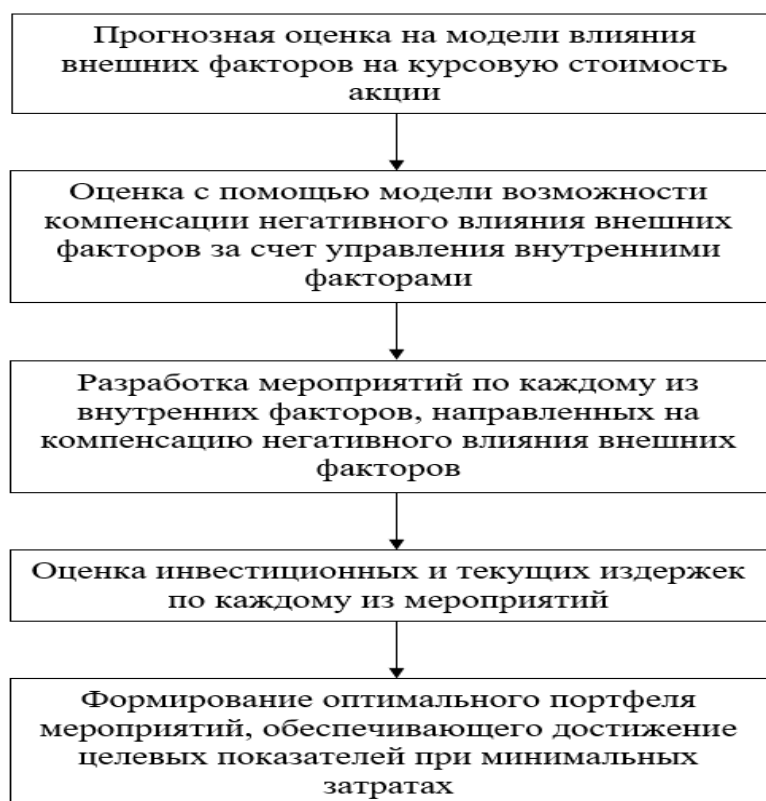 Прогнозная оценка на модели влияния
внешних факторов на курсовую стоимость
акции
Оценка с помощью модели возможности
компенсации негативного влияния внешних
факторов за счет управления внутренними
факторами
Разработка мероприятий по каждому из
внутренних факторов, направленных на
компенсацию негативного влияния внешних
факторов
Оценка инвестиционных и текущих издержек
по каждому из мероприятий
Формирование оптимального портфеля
мероприятий, обеспечивающего достижение
целевых показателей при минимальных
затратах